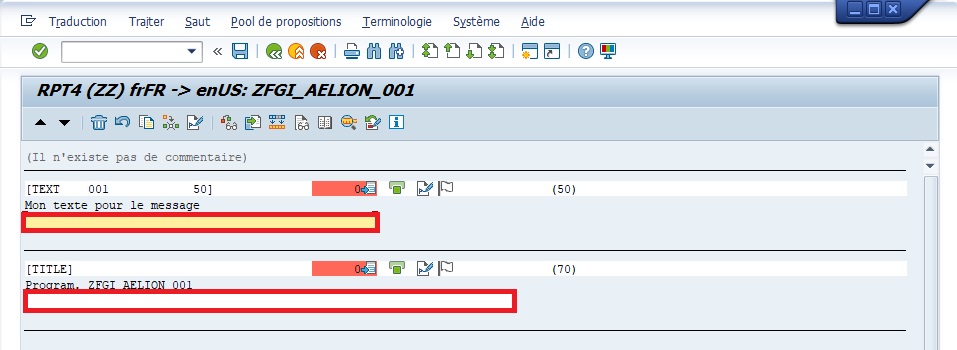 Traduction Traiter Saut Pool de propositions Terminologie Système Aide
RPT4 (ZZ) frFR -> enUS: ZFGI_AELION_001
(Il n'existe pas de commentaire)
[TEXT 001 50] 0 (50)
Mon texte pour le message
[TITLE] 0 (70)
Program. ZFGI_AELION_001